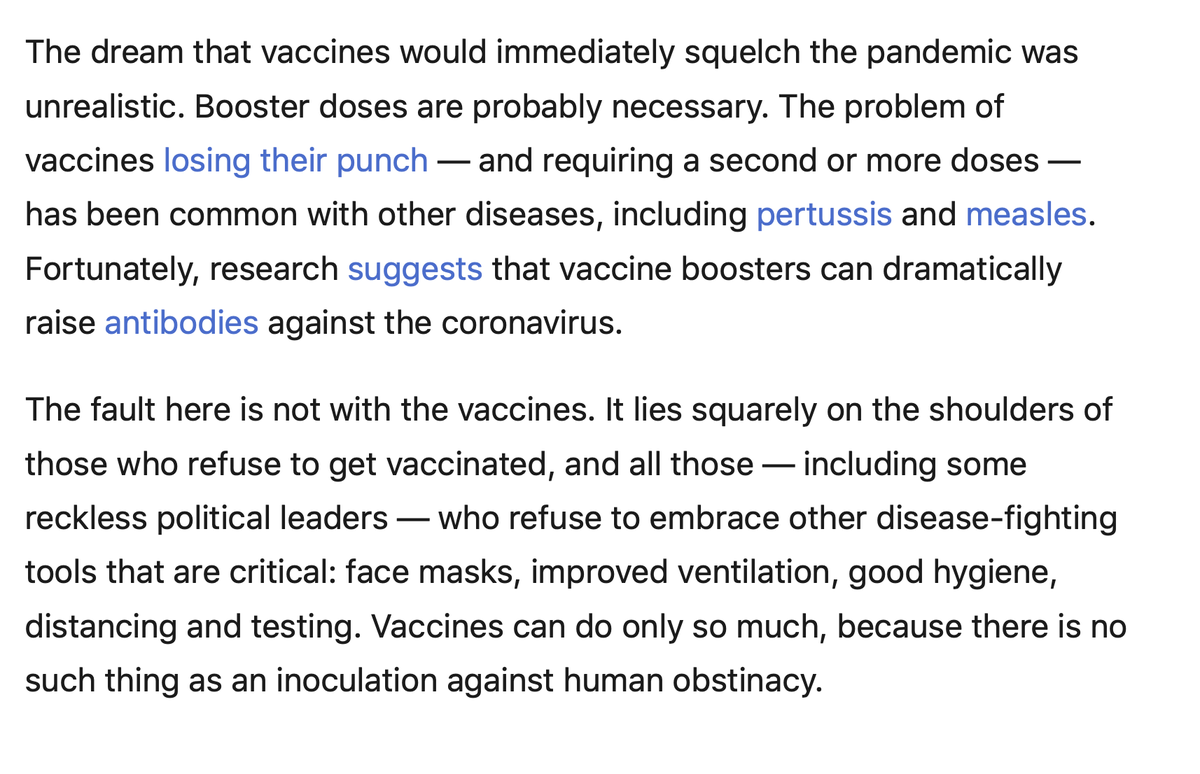 The dream that vaccines would immediately squelch the pandemic was
unrealistic. Booster doses are probably necessary. The problem of
vaccines losing their punch — and requiring a second or more doses —
has been common with other diseases, including pertussis and measles.
Fortunately, research suggests that vaccine boosters can dramatically
raise antibodies against the coronavirus.
The fault here is not with the vaccines. It lies squarely on the shoulders of
those who refuse to get vaccinated, and all those — including some
reckless political leaders — who refuse to embrace other disease-fighting
tools that are critical: face masks, improved ventilation, good hygiene,
distancing and testing. Vaccines can do only so much, because there is no
such thing as an inoculation against human obstinacy.